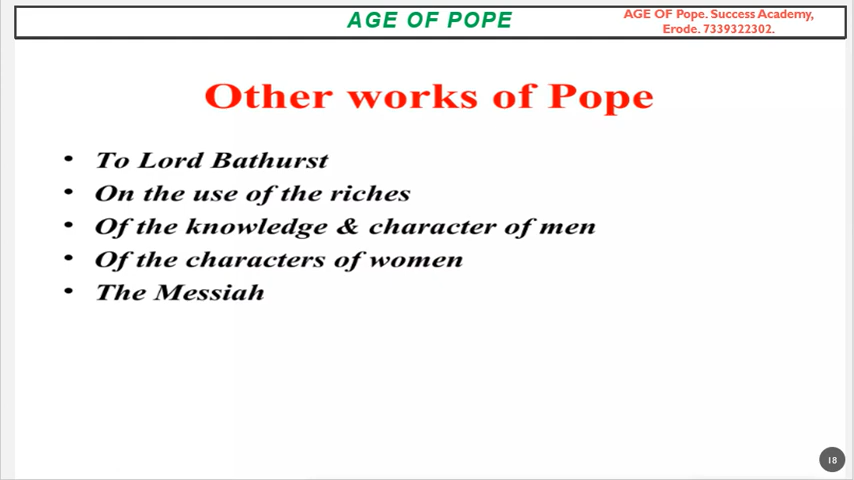 AGE OF POPE
AGE OF Pope. Success Academy,
Erode. 7339322302.
Other works of Pope
• To Lord Bathurst
• On the use of the riches
• Of the knowledge & character of men
• Of the characters of women
• The Messiah
18